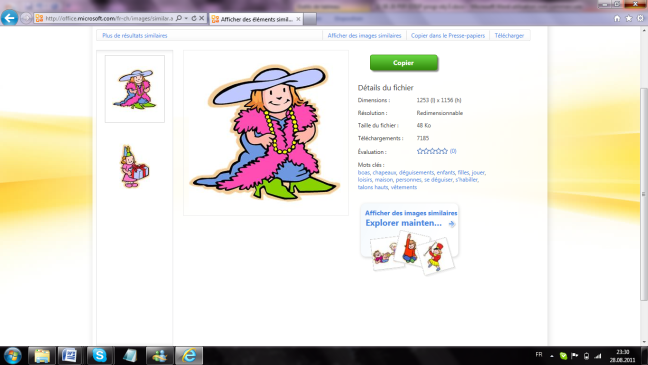 http://office.microsoft.com/fr-ch/images/similar.a
Afficher des éléments simil...
Plus de résultats similaires
Afficher des images similaires
Copier dans le Presse-papiers
Télécharger
Copier
Détails du fichier
Dimensions : 1253 (l) x 1156 (h)
Résolution : Redimensionnable
Taille du fichier : 48 Ko
Téléchargements : 7185
Évaluation : (0)
Mots clés :
boas, chapeaux, déguisements, enfants, filles, jouer,
loisirs, maison, personnes, se déguiser, s'habiller,
talons hauts, vêtements
Afficher des images similaires
Explorer mainten...
FR
23:30
28.08.2011